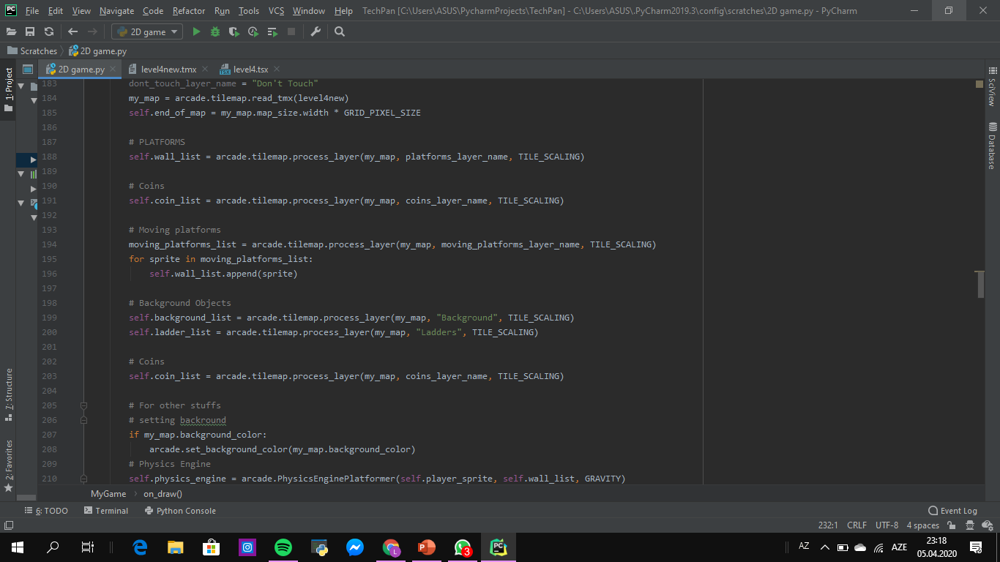 File Edit View Navigate Code Refactor Run Tools VCS Window Help TechPan [C:\Users\ASUS\PycharmProjects\TechPan] - C:\Users\ASUS\.PyCharm2019.3\config\scratches\2D game.py - PyCharm
2D game
Scratches 2D game.py
1: Project
2D game.py level4new.tmx level4.tsx
183 dont_touch_layer_name = "Don't Touch"
184 my_map = arcade.tilemap.read_tmx(level4new)
185 self.end_of_map = my_map.map_size.width * GRID_PIXEL_SIZE
186
187 # PLATFORMS
188 self.wall_list = arcade.tilemap.process_layer(my_map, platforms_layer_name, TILE_SCALING)
189
190 # Coins
191 self.coin_list = arcade.tilemap.process_layer(my_map, coins_layer_name, TILE_SCALING)
192
193 # Moving platforms
194 moving_platforms_list = arcade.tilemap.process_layer(my_map, moving_platforms_layer_name, TILE_SCALING)
195 for sprite in moving_platforms_list:
196 self.wall_list.append(sprite)
197
198 # Background Objects
199 self.background_list = arcade.tilemap.process_layer(my_map, "Background", TILE_SCALING)
200 self.ladder_list = arcade.tilemap.process_layer(my_map, "Ladders", TILE_SCALING)
201
202 # Coins
203 self.coin_list = arcade.tilemap.process_layer(my_map, coins_layer_name, TILE_SCALING)
204
205 # For other stuffs
206 # setting backround
207 if my_map.background_color:
208 arcade.set_background_color(my_map.background_color)
209 # Physics Engine
210 self.physics_engine = arcade.PhysicsEnginePlatformer(self.player_sprite, self.wall_list, GRAVITY)
SciView
Database
7: Structure
2: Favorites
MyGame on_draw()
6: TODO Terminal Python Console Event Log
232:1 CRLF UTF-8 4 spaces
AZ AZE 23:18
05.04.2020
L
P
3
PC